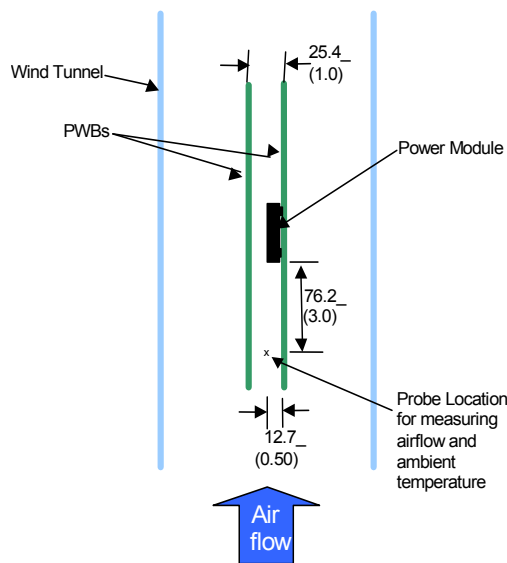 25.4_
(1.0)
Wind Tunnel
PWBs
Power Module
76.2_
(3.0)
x
Probe Location
for measuring
airflow and
ambient
temperature
12.7_
(0.50)
Air
flow